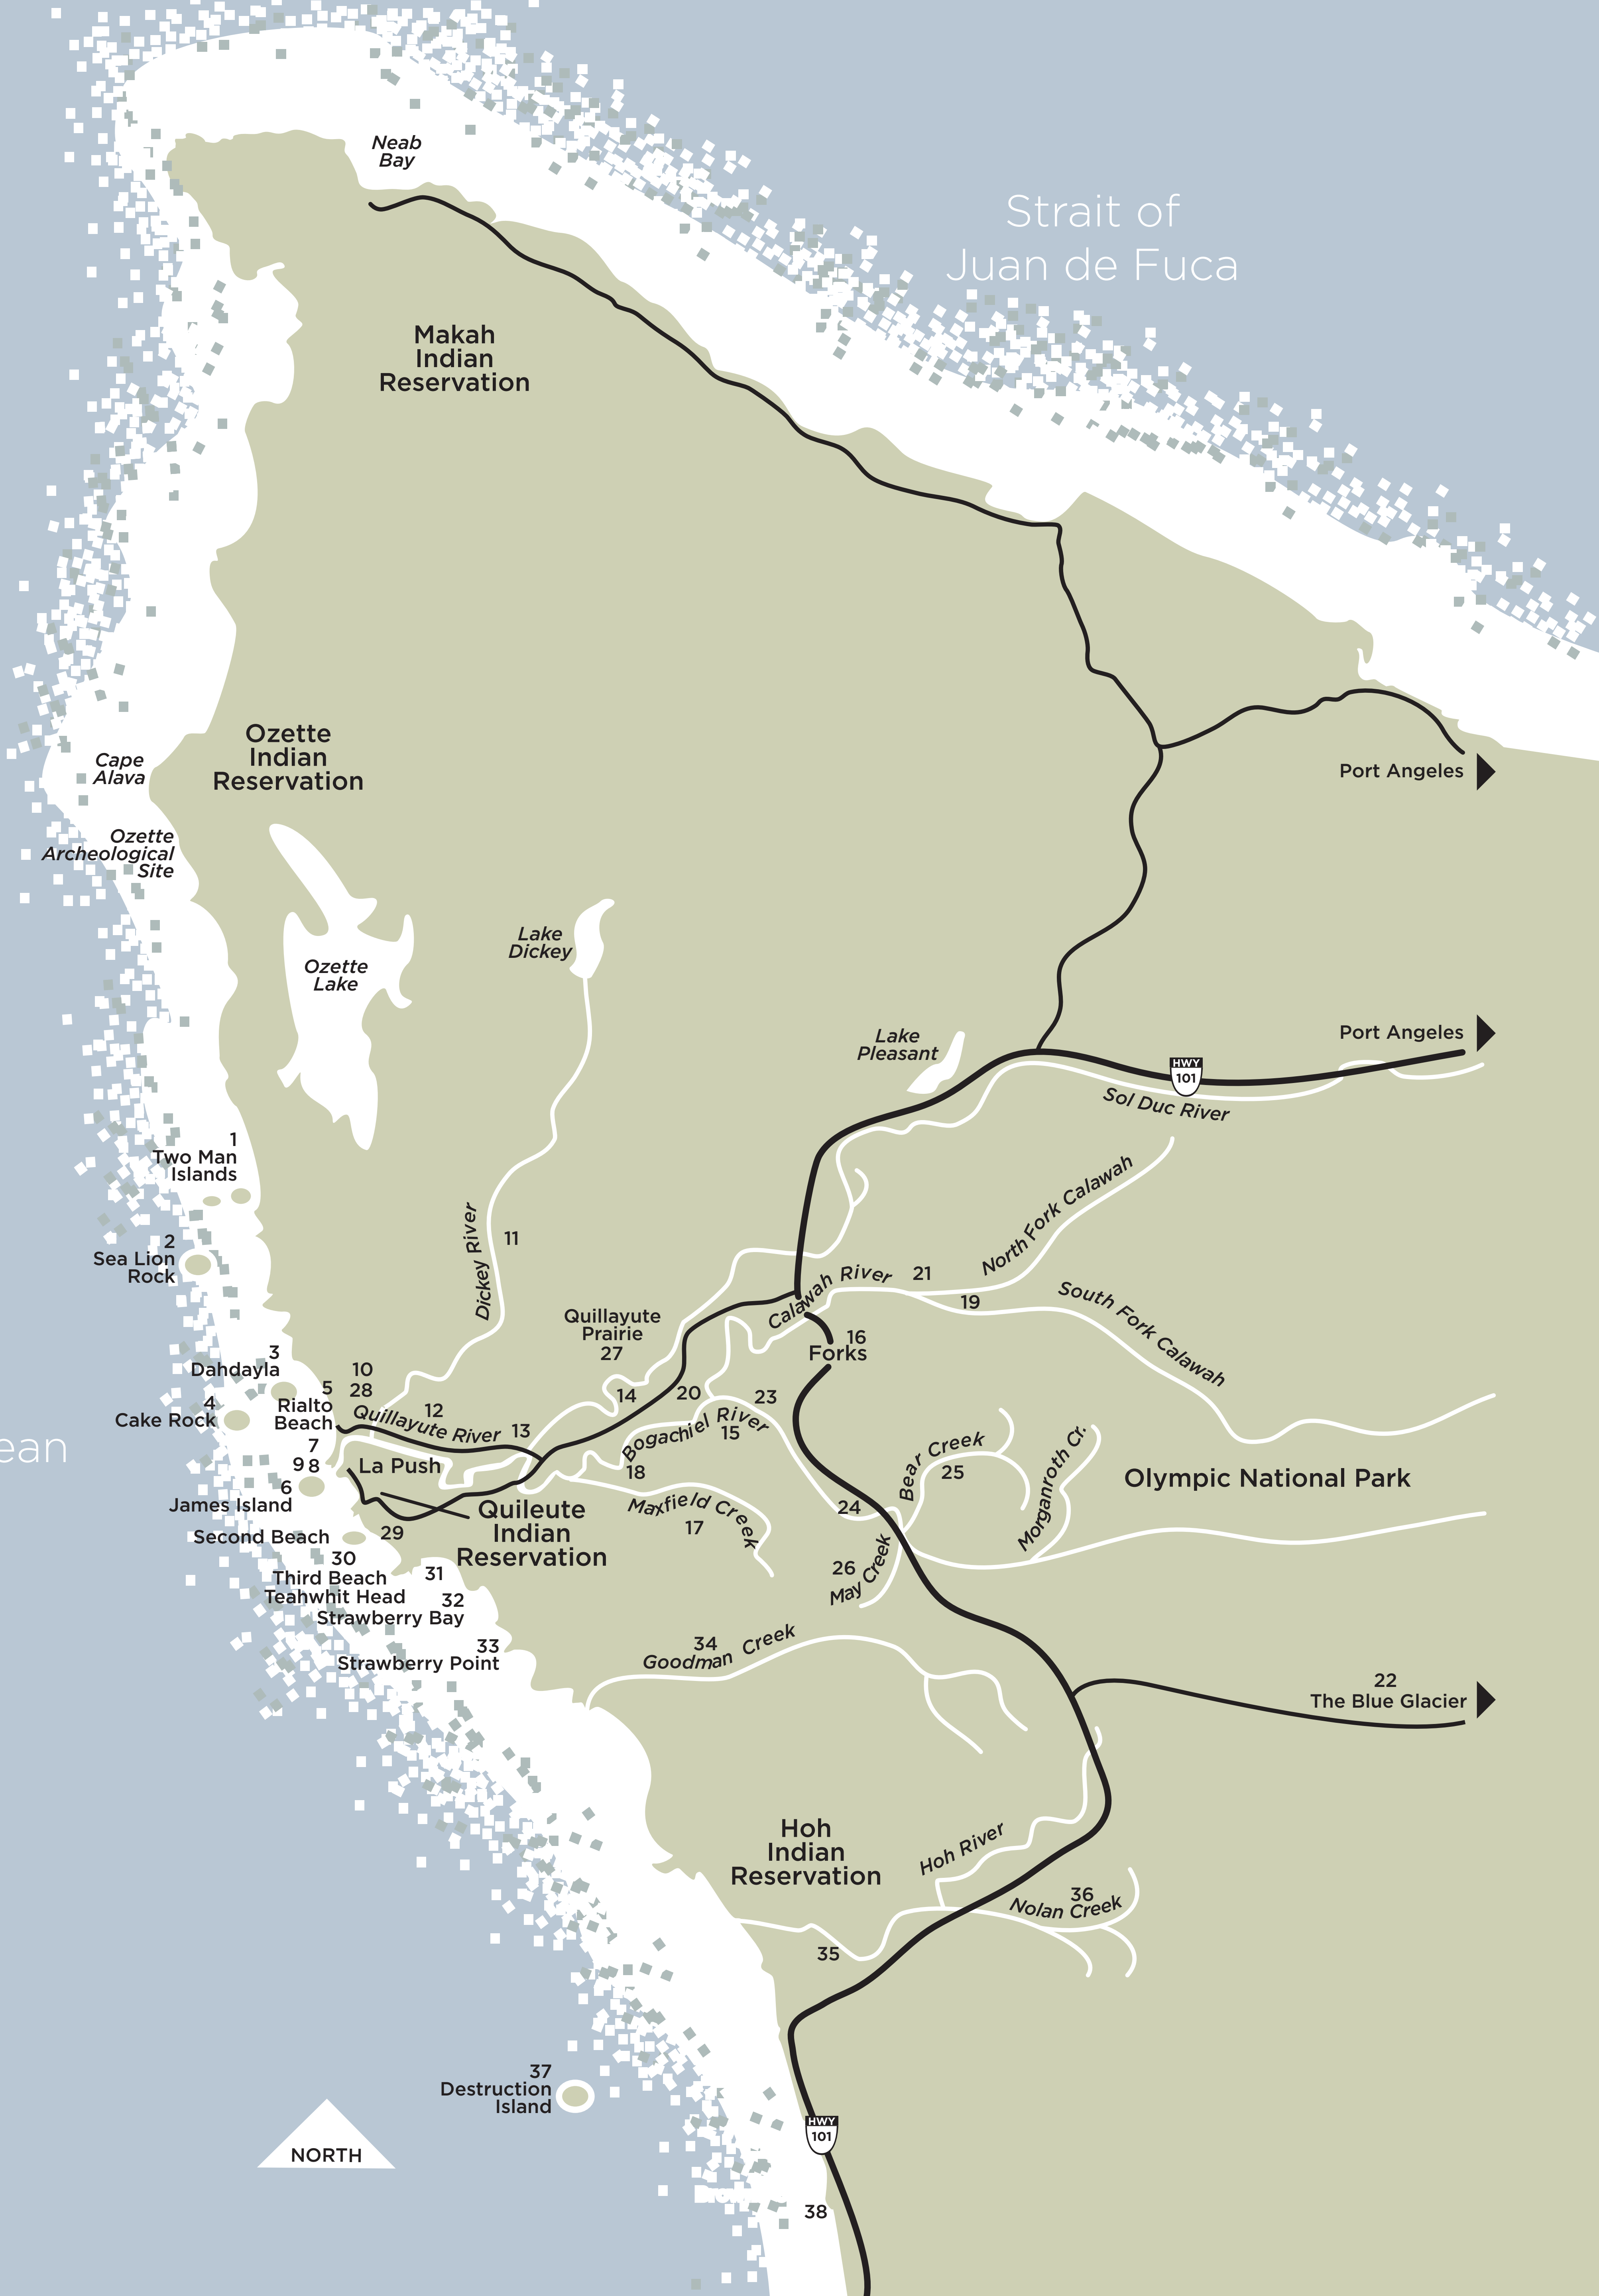 Neab
Bay
Strait of
Juan de Fuca
Makah
Indian
Reservation
Ozette
Indian
Reservation
Cape
Alava
Port Angeles
Ozette
Archeological
Site
Lake
Dickey
Ozette
Lake
Lake
Pleasant
Port Angeles
HWY
101
Sol Duc River
1
Two Man
Islands
North Fork Calawah
Dickey River
11
2
Sea Lion
Rock
Calawah River
21
19
South Fork Calawah
Quillayute
Prairie
27
16
Forks
3
Dahdayla
10
28
5
Rialto
Beach
4
Cake Rock
12
Quillayute River
13
14
20
23
Bogachiel River
15
18
ean
7
9 8
La Push
6
James Island
Bear Creek
25
Morganroth Cr.
Olympic National Park
Maxfield Creek
17
24
Quileute
Indian
Reservation
Second Beach
29
30
Third Beach
Teahwhit Head
31
32
Strawberry Bay
26
May Creek
33
Strawberry Point
34
Goodman Creek
22
The Blue Glacier
Hoh
Indian
Reservation
Hoh River
36
Nolan Creek
35
37
Destruction
Island
NORTH
HWY
101
38